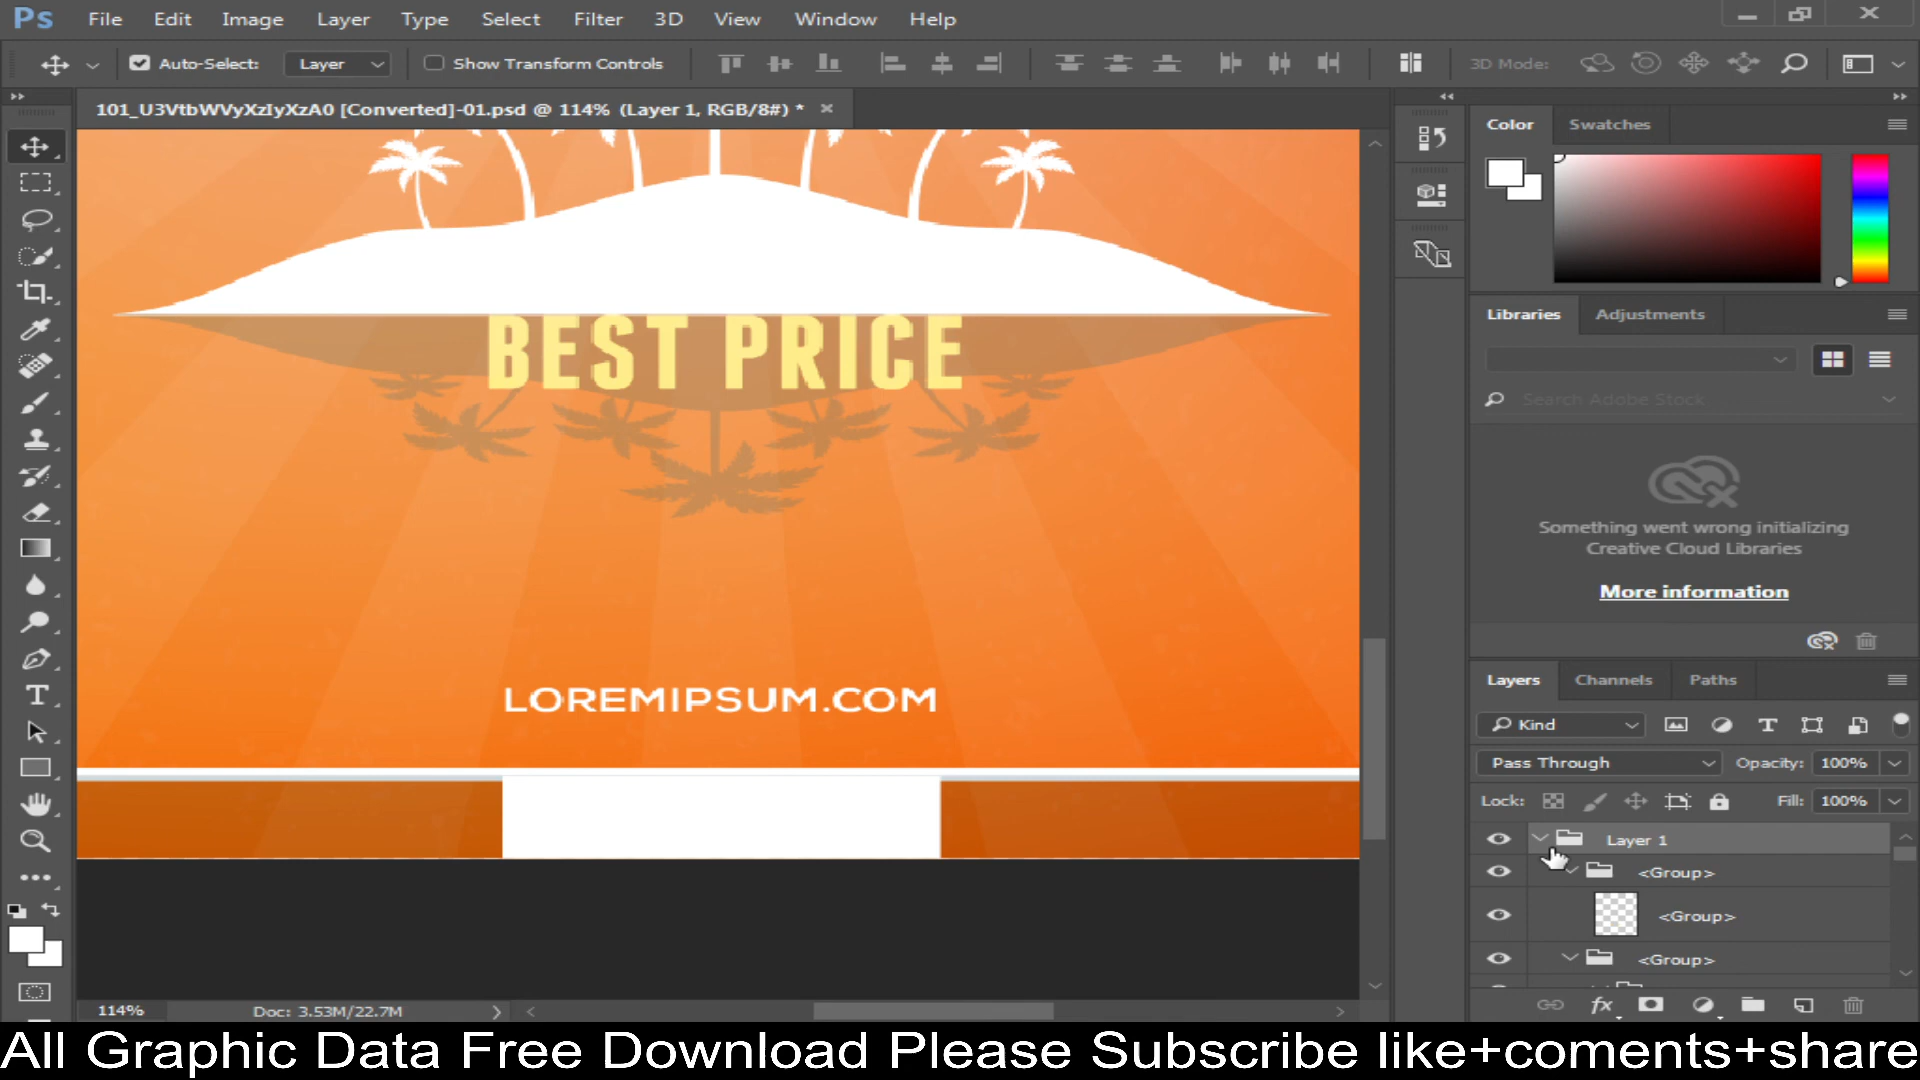 Ps File Edit Image Layer Type Select Filter 3D View Window Help
Auto-Select: Layer Show Transform Controls 3D Mode:
101_U3VtbWVyXzIyXzA0 [Converted]-01.psd @ 114% (Layer 1, RGB/8#) *
Color Swatches
Libraries Adjustments
Search Adobe Stock
Something went wrong initializing
Creative Cloud Libraries
More information
BEST PRICE
LOREMIPSUM.COM
Layers Channels Paths
Kind
Pass Through Opacity: 100%
Lock: Fill: 100%
Layer 1
<Group>
<Group>
<Group>
114% Doc: 3.53M/22.7M
All Graphic Data Free Download Please Subscribe like+coments+share